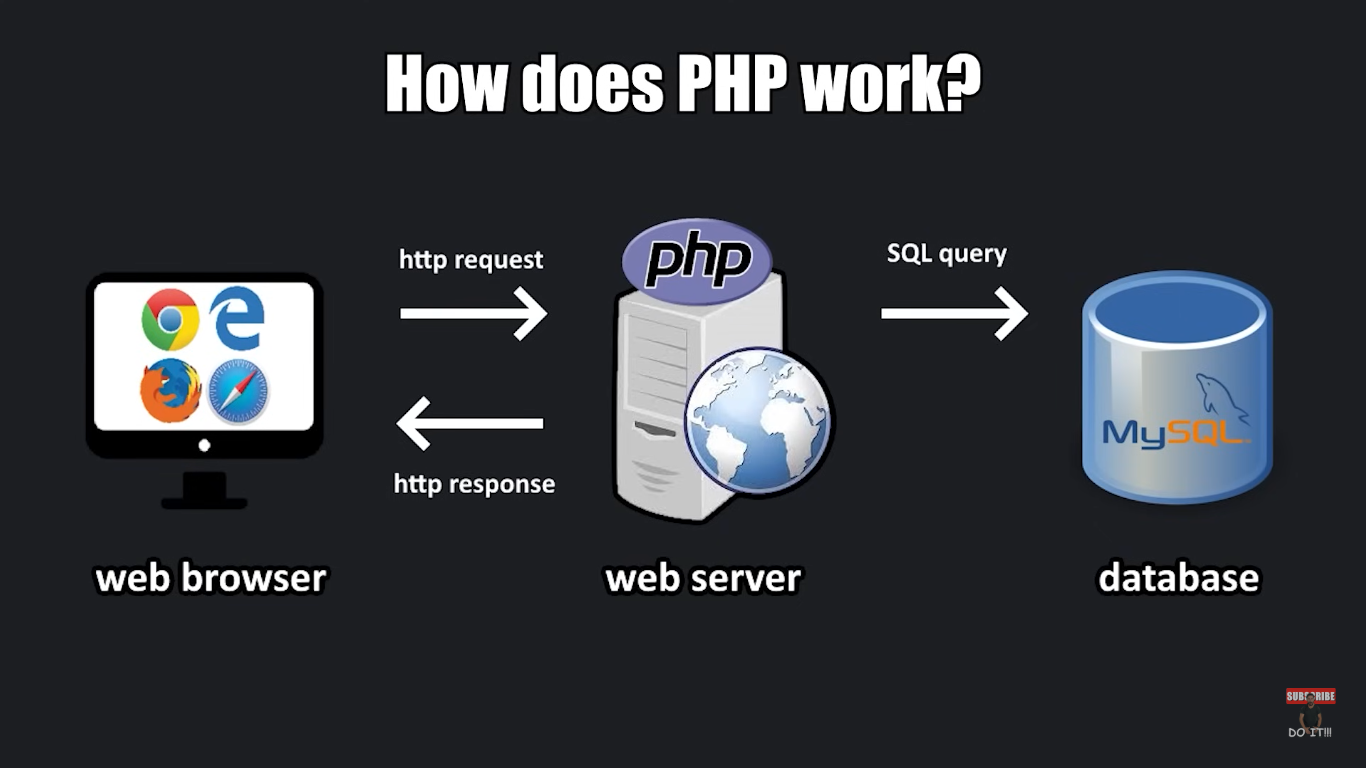 How does PHP work?
http request
SQL query
php
MySQL
http response
web browser
web server
database
SUBSCRIBE
DO IT!!!